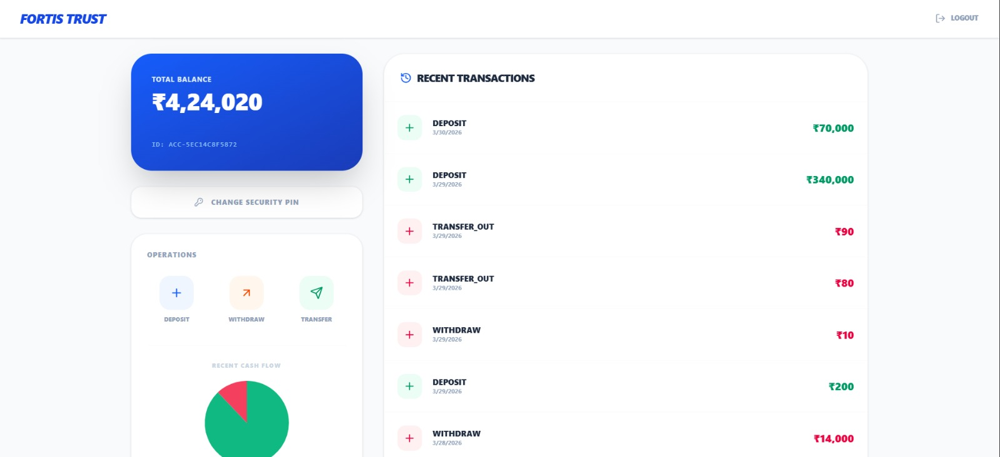 FORTIS TRUST
LOGOUT
TOTAL BALANCE
₹4,24,020
ID: ACC-5EC14C8F5872
CHANGE SECURITY PIN
OPERATIONS
DEPOSIT
WITHDRAW
TRANSFER
RECENT CASH FLOW
RECENT TRANSACTIONS
DEPOSIT
3/30/2026
₹70,000
DEPOSIT
3/29/2026
₹340,000
TRANSFER_OUT
3/29/2026
₹90
TRANSFER_OUT
3/29/2026
₹80
WITHDRAW
3/29/2026
₹10
DEPOSIT
3/29/2026
₹200
WITHDRAW
3/28/2026
₹14,000